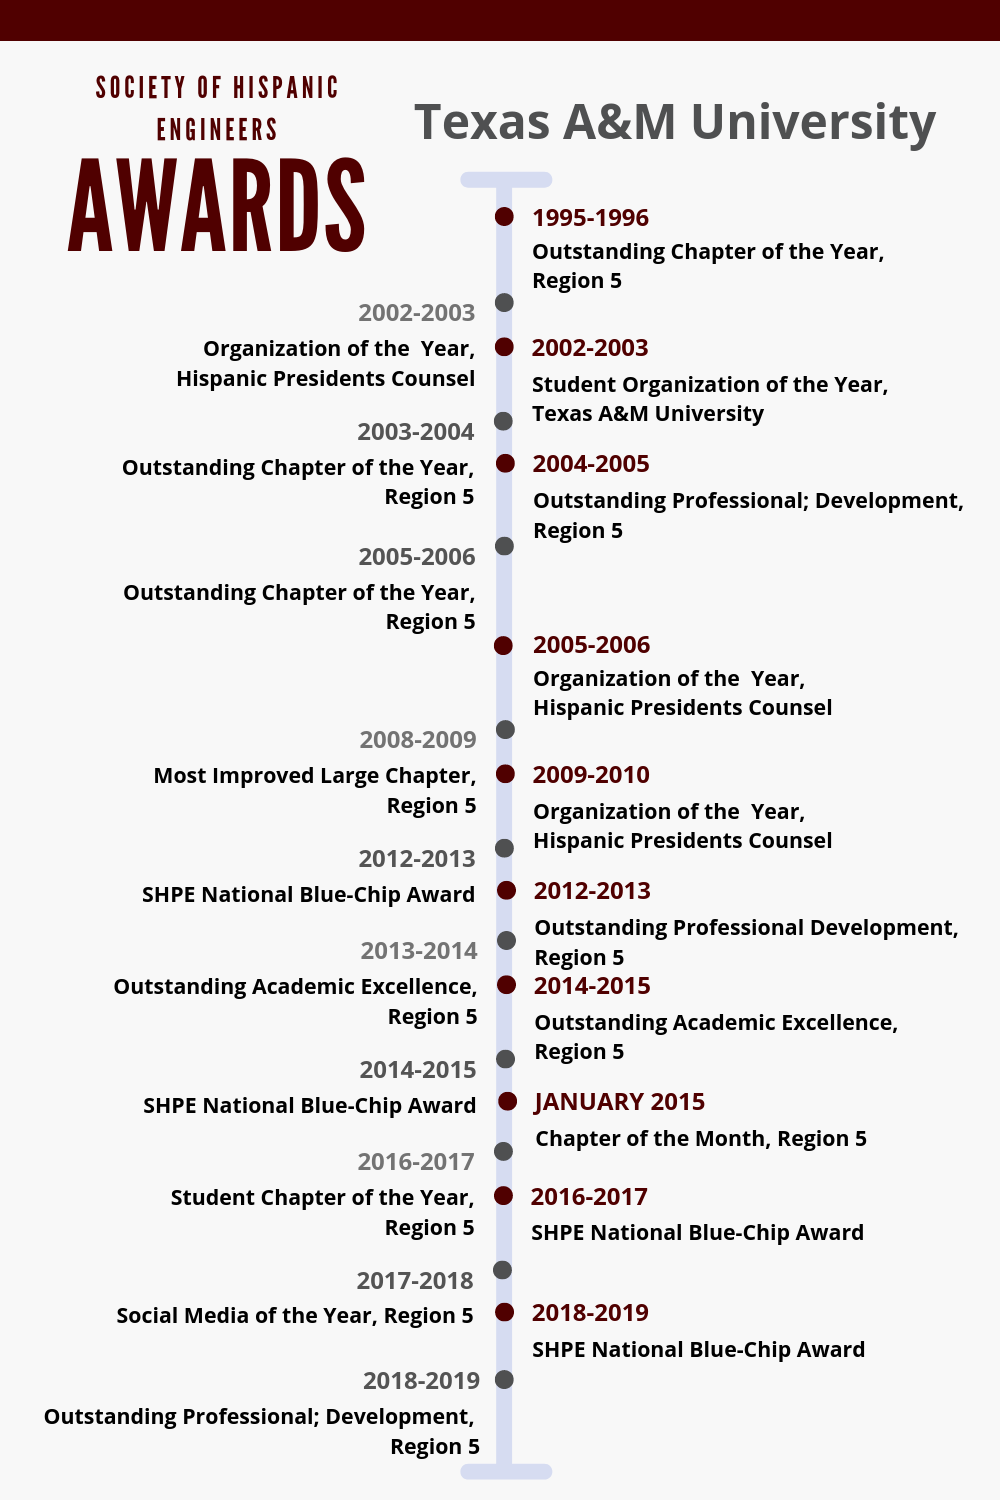 SOCIETY OF HISPANIC
ENGINEERS
AWARDS
Texas A&M University
1995-1996
Outstanding Chapter of the Year,
Region 5
2002-2003
Organization of the  Year,
Hispanic Presidents Counsel
2002-2003
Student Organization of the Year,
Texas A&M University
2003-2004
Outstanding Chapter of the Year,
Region 5
2004-2005
Outstanding Professional; Development,
Region 5
2005-2006
Outstanding Chapter of the Year,
Region 5
2005-2006
Organization of the  Year,
Hispanic Presidents Counsel
2008-2009
Most Improved Large Chapter,
Region 5
2009-2010
Organization of the  Year,
Hispanic Presidents Counsel
2012-2013
SHPE National Blue-Chip Award
2012-2013
Outstanding Professional Development,
Region 5
2013-2014
Outstanding Academic Excellence,
Region 5
2014-2015
Outstanding Academic Excellence,
Region 5
2014-2015
SHPE National Blue-Chip Award
JANUARY 2015
Chapter of the Month, Region 5
2016-2017
Student Chapter of the Year,
Region 5
2016-2017
SHPE National Blue-Chip Award
2017-2018
Social Media of the Year, Region 5
2018-2019
SHPE National Blue-Chip Award
2018-2019
Outstanding Professional; Development,
Region 5